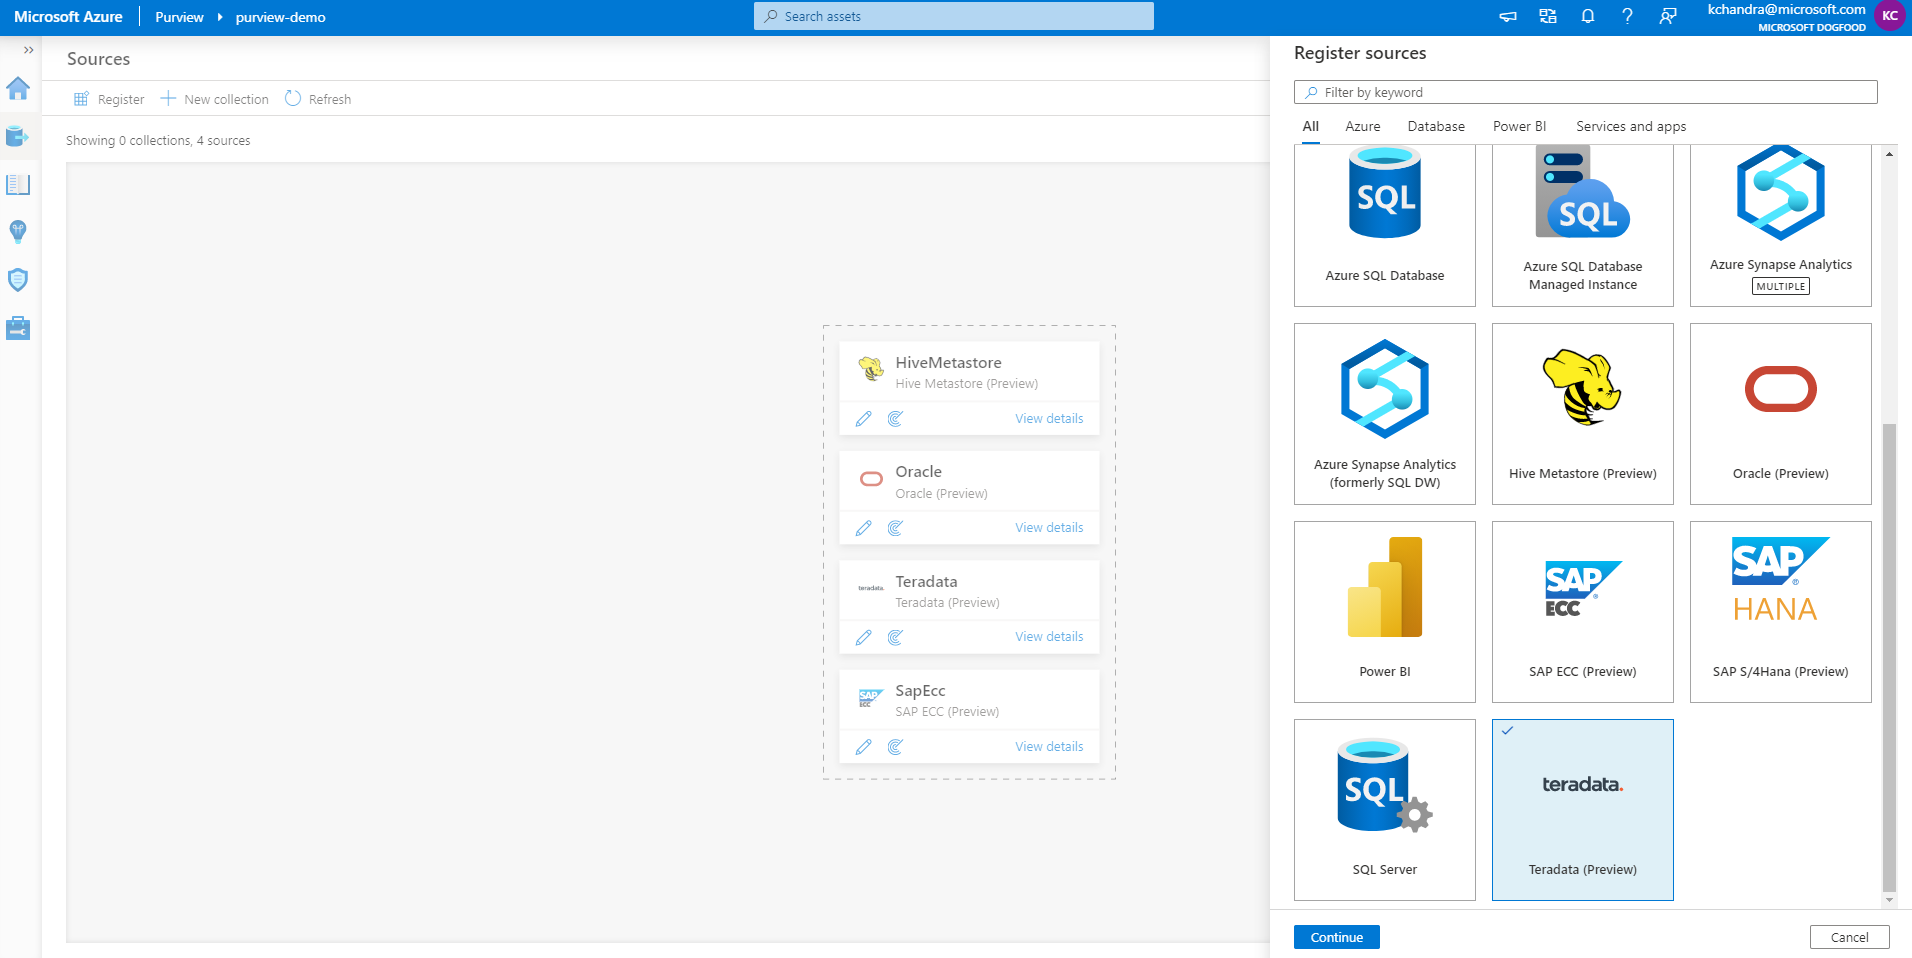 Microsoft Azure
Purview
purview-demo
Search assets
kchandra@microsoft.com
MICROSOFT DOGFOOD
KC
Sources
Register
New collection
Refresh
Showing 0 collections, 4 sources
HiveMetastore
Hive Metastore (Preview)
View details
Oracle
Oracle (Preview)
View details
teradata.
Teradata
Teradata (Preview)
View details
SAP
ECC
SapEcc
SAP ECC (Preview)
View details
Register sources
Filter by keyword
All
Azure
Database
Power BI
Services and apps
SQL
Azure SQL Database
SQL
Azure SQL Database
Managed Instance
Azure Synapse Analytics
MULTIPLE
Azure Synapse Analytics
(formerly SQL DW)
Hive Metastore (Preview)
Oracle (Preview)
Power BI
SAP®
ECC
SAP ECC (Preview)
SAP®
HANA
SAP S/4Hana (Preview)
SQL
SQL Server
teradata.
Teradata (Preview)
Continue
Cancel